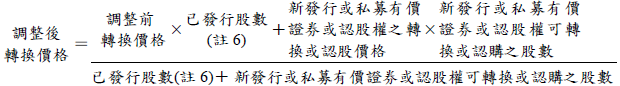 調整後轉換價格 = 調整前轉換價格 × 已發行股數(註 6) + 新發行或私募有價證券或認股權之轉換或認股價格 × 新發行或私募有價證券或認股權可轉換或認購之股數
已發行股數(註 6)+ 新發行或私募有價證券或認股權可轉換或認購之股數